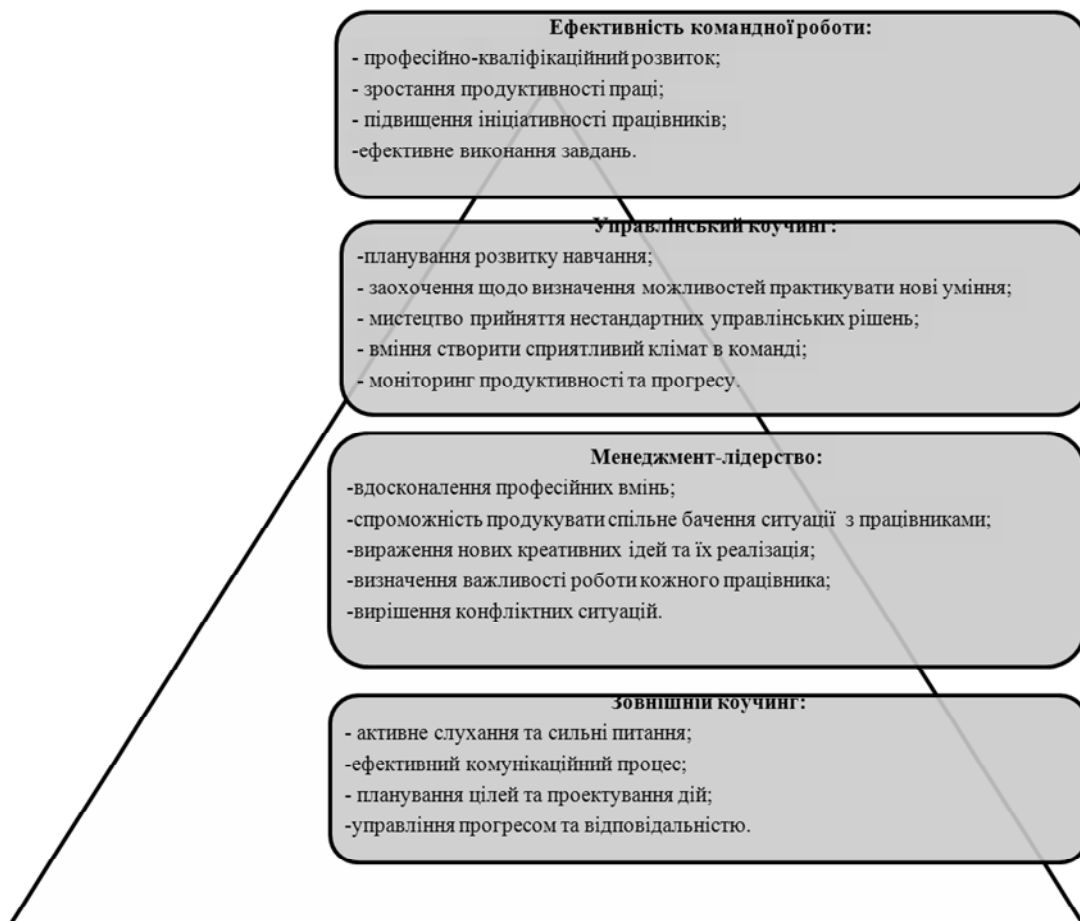 Ефективність командної роботи:
- професійно-кваліфікаційний розвиток;
- зростання продуктивності праці;
- підвищення ініціативності працівників;
-ефективне виконання завдань.
Управлінський коучинг:
-планування розвитку навчання;
- заохочення щодо визначення можливостей практикувати нові уміння;
- мистецтво прийняття нестандартних управлінських рішень;
- вміння створити сприятливий клімат в команді;
- моніторинг продуктивності та прогресу.
Менеджмент-лідерство:
-вдосконалення професійних вмінь;
-спроможність продукувати спільне бачення ситуації з працівниками;
-вираження нових креативних ідей та їх реалізація;
-визначення важливості роботи кожного працівника;
-вирішення конфліктних ситуацій.
Зовнішній коучинг:
- активне слухання та сильні питання;
-ефективний комунікаційний процес;
- планування цілей та проектування дій;
-управління прогресом та відповідальністю.